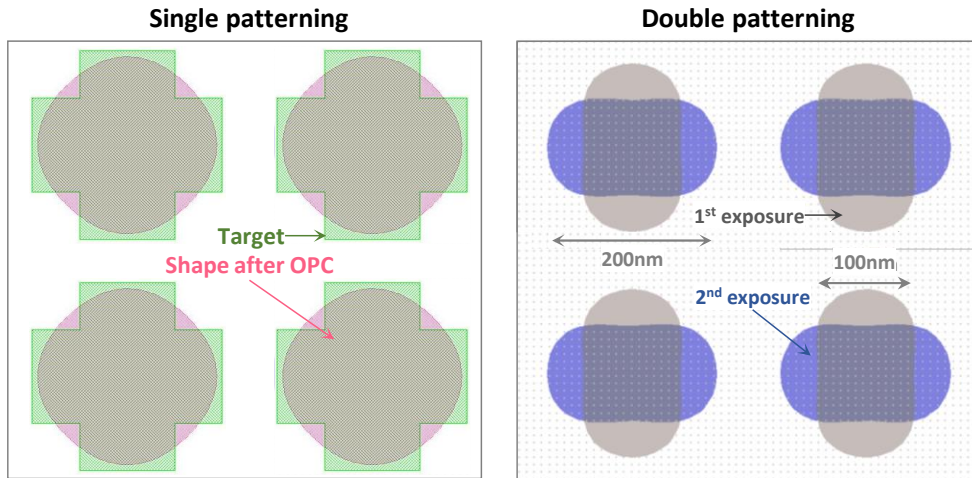 Single patterning
Double patterning
Target
Shape after OPC
1st exposure
200nm
100nm
2nd exposure